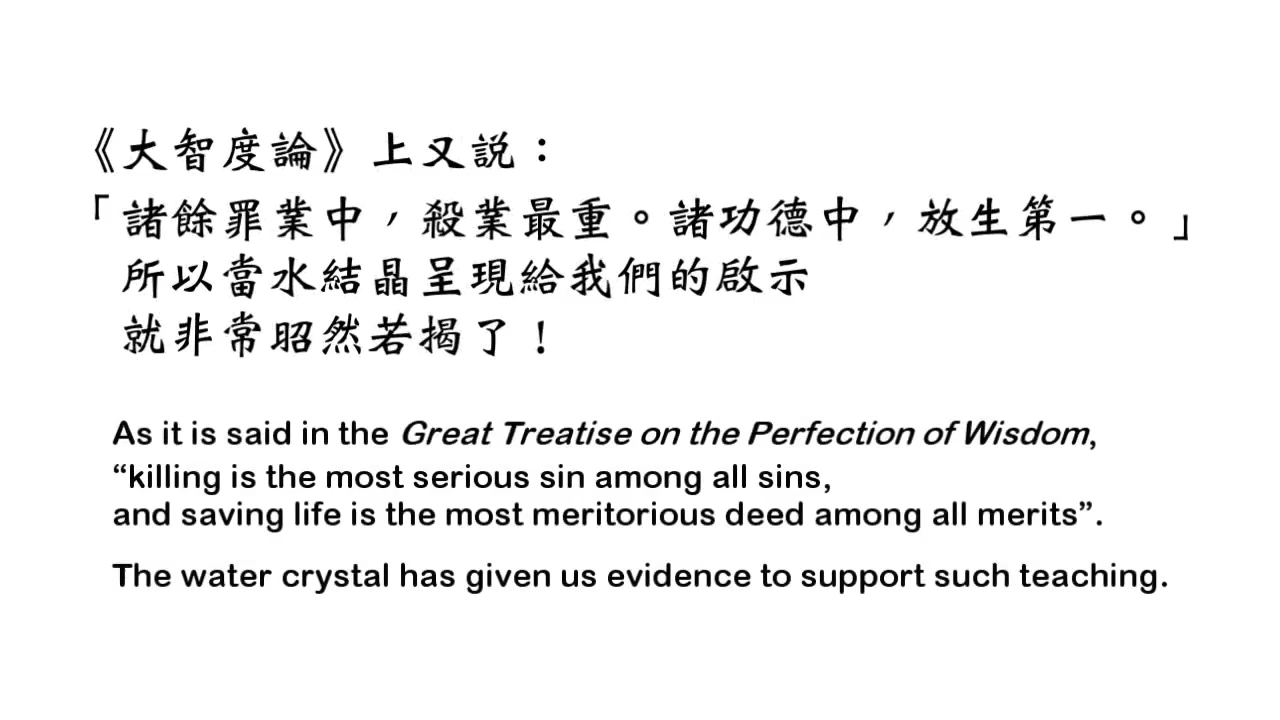 《大智度論》上又説：
「諸餘罪業中，殺業最重。諸功德中，放生第一。」
所以當水結晶呈現給我們的啟示
就非常昭然若揭了！
As it is said in the Great Treatise on the Perfection of Wisdom,
“killing is the most serious sin among all sins,
and saving life is the most meritorious deed among all merits”.
The water crystal has given us evidence to support such teaching.